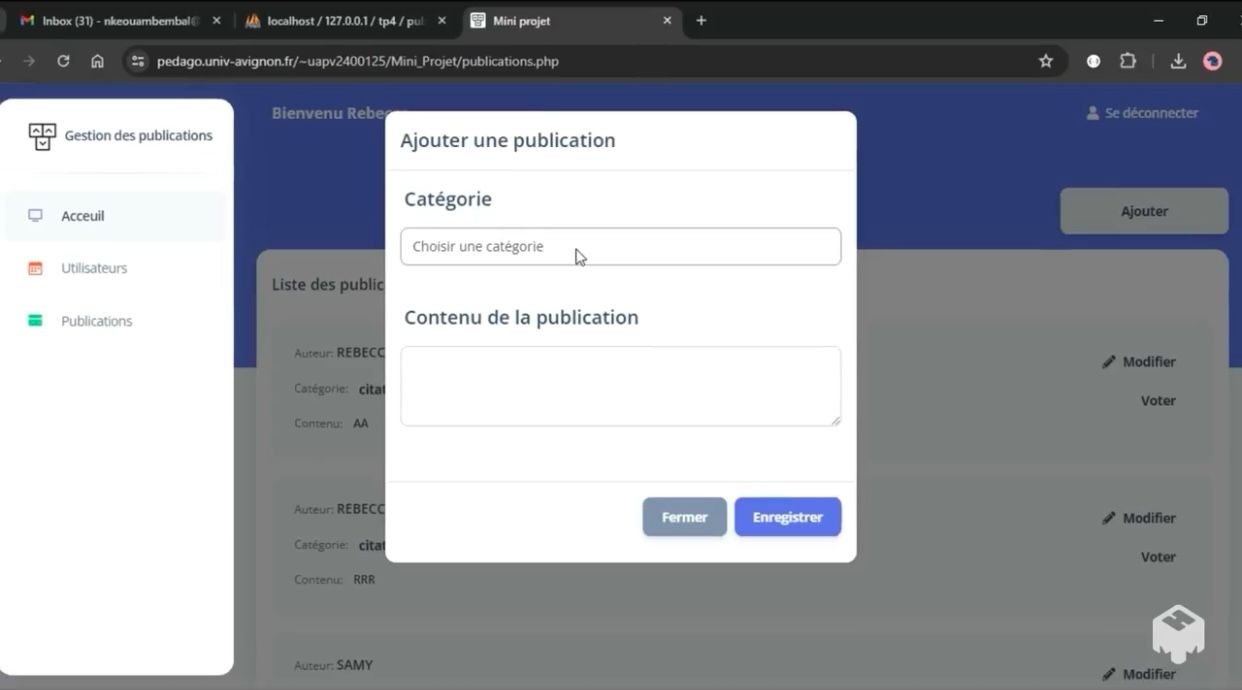 Inbox (31) - nkeouambembal@
localhost / 127.0.0.1 / tp4 / pul
Mini projet
pedago.univ-avignon.fr/~uapv2400125/Mini_Projet/publications.php
Gestion des publications
Acceuil
Utilisateurs
Publications
Bienvenu Rebecc
Se déconnecter
Ajouter
Liste des public
Auteur: REBECC
Catégorie: citat
Contenu: AA
Modifier
Voter
Auteur: REBECC
Catégorie: citat
Contenu: RRR
Modifier
Voter
Auteur: SAMY
Modifier
Ajouter une publication
Catégorie
Choisir une catégorie
Contenu de la publication
Fermer
Enregistrer